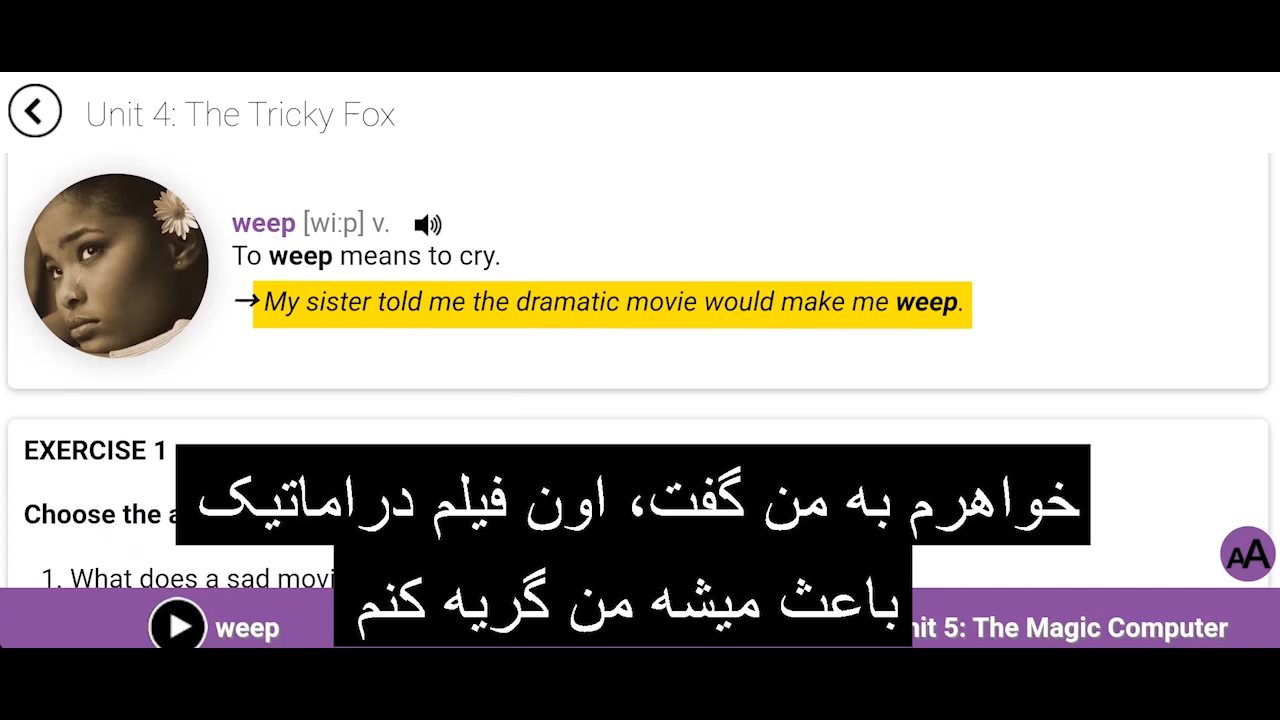 Unit 4: The Tricky Fox
weep [wiːp] v.
To weep means to cry.
→ My sister told me the dramatic movie would make me weep.
EXERCISE 1
Choose the a
1. What does a sad movi
خواهرم به من گفت، اون فیلم دراماتیک
باعث میشه من گریه کنم
AA
weep
nit 5: The Magic Computer